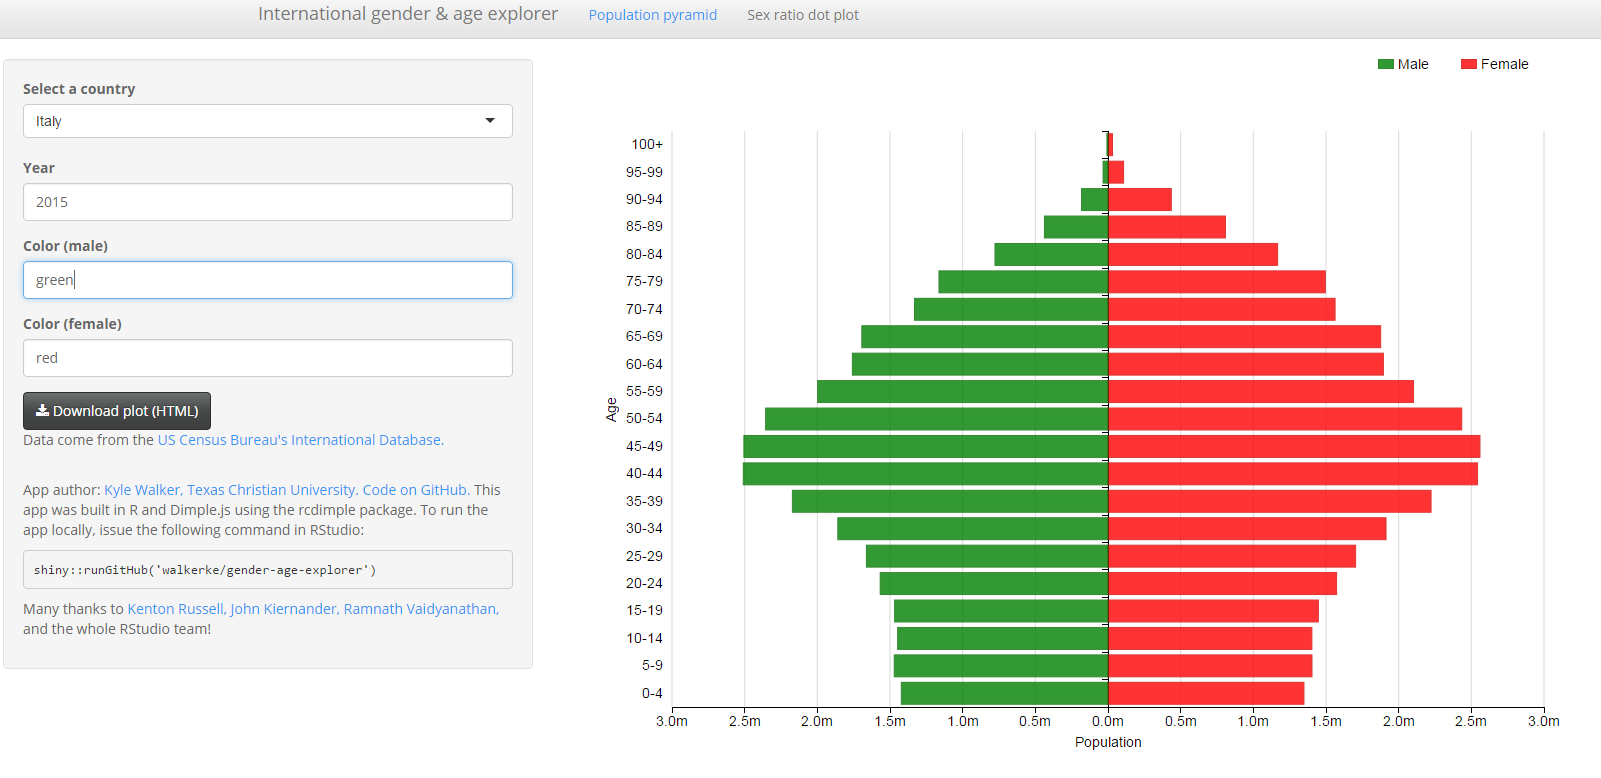 International gender & age explorer Population pyramid Sex ratio dot plot
Select a country
Italy
Year
2015
Color (male)
green
Color (female)
red
Download plot (HTML)
Data come from the US Census Bureau's International Database.
App author: Kyle Walker, Texas Christian University. Code on GitHub. This
app was built in R and Dimple.js using the rcdimple package. To run the
app locally, issue the following command in RStudio:
shiny::runGitHub('walkerke/gender-age-explorer')
Many thanks to Kenton Russell, John Kiernander, Ramnath Vaidyanathan,
and the whole RStudio team!
Male Female
100+
95-99
90-94
85-89
80-84
75-79
70-74
65-69
60-64
55-59
50-54
45-49
40-44
35-39
30-34
25-29
20-24
15-19
10-14
5-9
0-4
Age
3.0m 2.5m 2.0m 1.5m 1.0m 0.5m 0.0m 0.5m 1.0m 1.5m 2.0m 2.5m 3.0m
Population